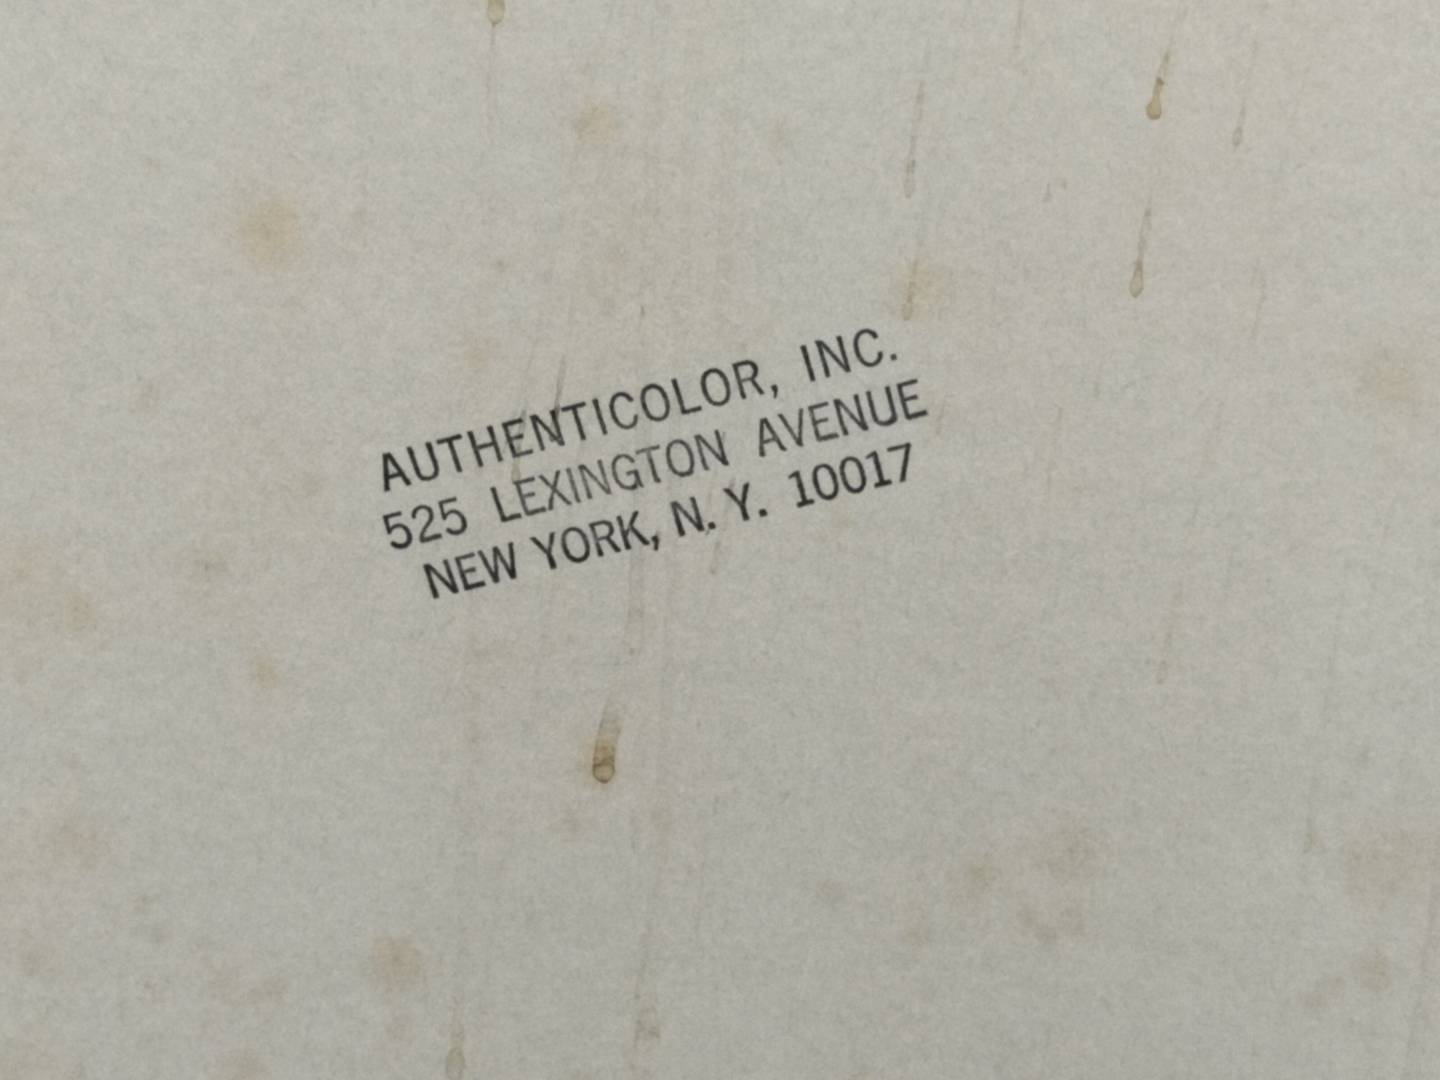 AUTHENTICOLOR, INC.
525 LEXINGTON AVENUE
NEW YORK, N. Y. 10017